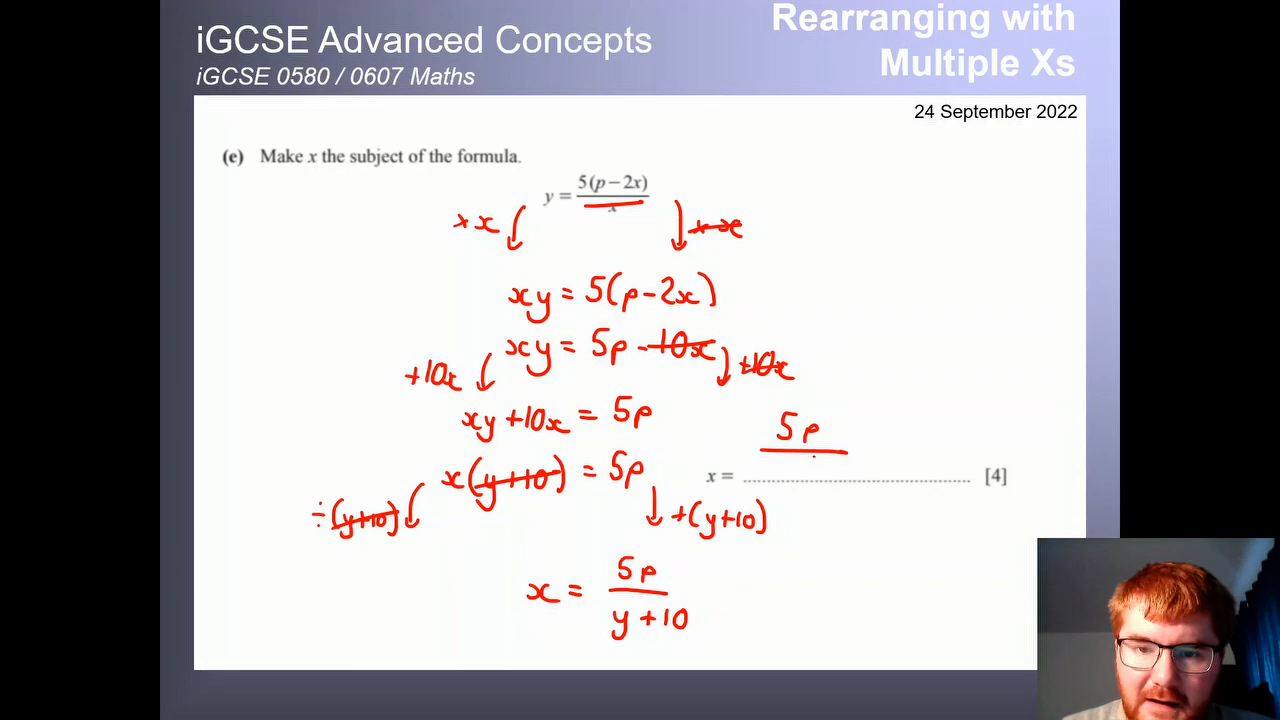 iGCSE Advanced Concepts
iGCSE 0580 / 0607 Maths
Rearranging with
Multiple Xs
24 September 2022
(e) Make x the subject of the formula.
y = 5(p − 2x) / x
× x × x
xy = 5(p - 2x)
xy = 5p - 10x
+10x +10x
xy + 10x = 5p
x(y + 10) = 5p
÷(y+10) ÷(y+10)
x = 5p / y + 10
5p
x = ........................................ [4]